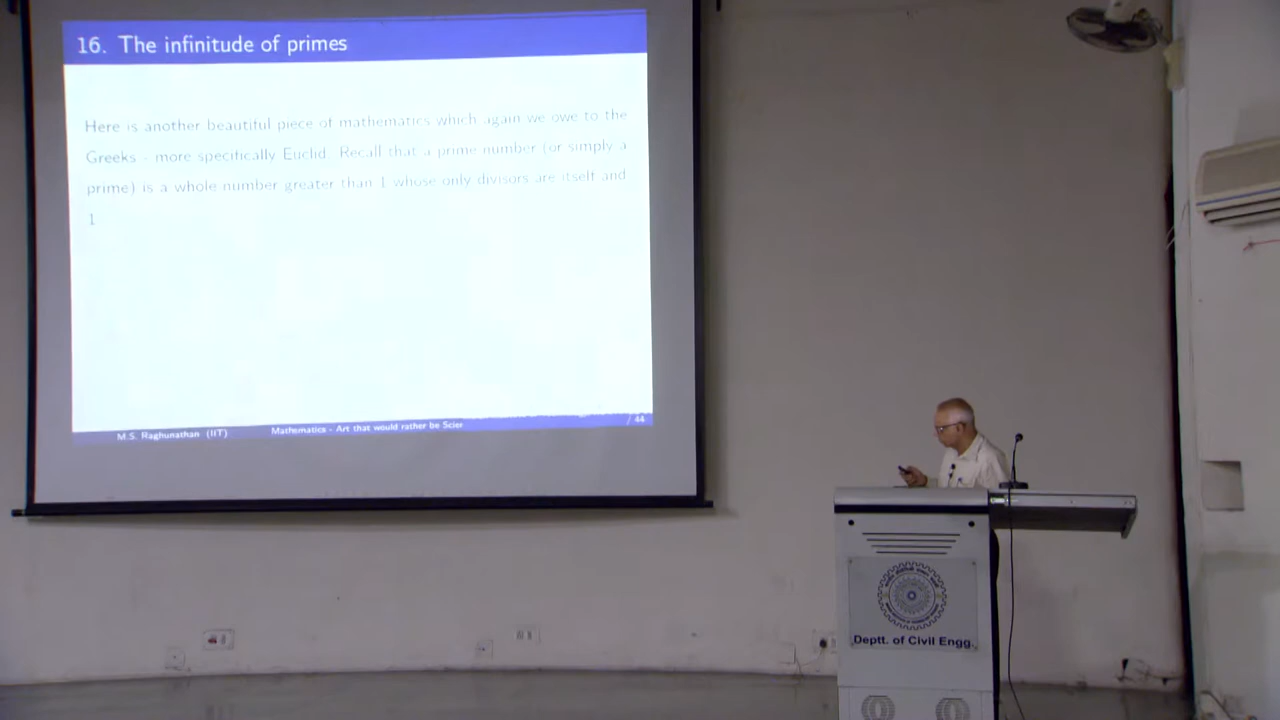 16. The infinitude of primes
Here is another beautiful piece of mathematics which again we owe to the
Greeks - more specifically Euclid. Recall that a prime number (or simply a
prime) is a whole number greater than 1 whose only divisors are itself and
1
M.S. Raghunathan (IIT) Mathematics - Art that would rather be Scier / 44
Deptt. of Civil Engg.